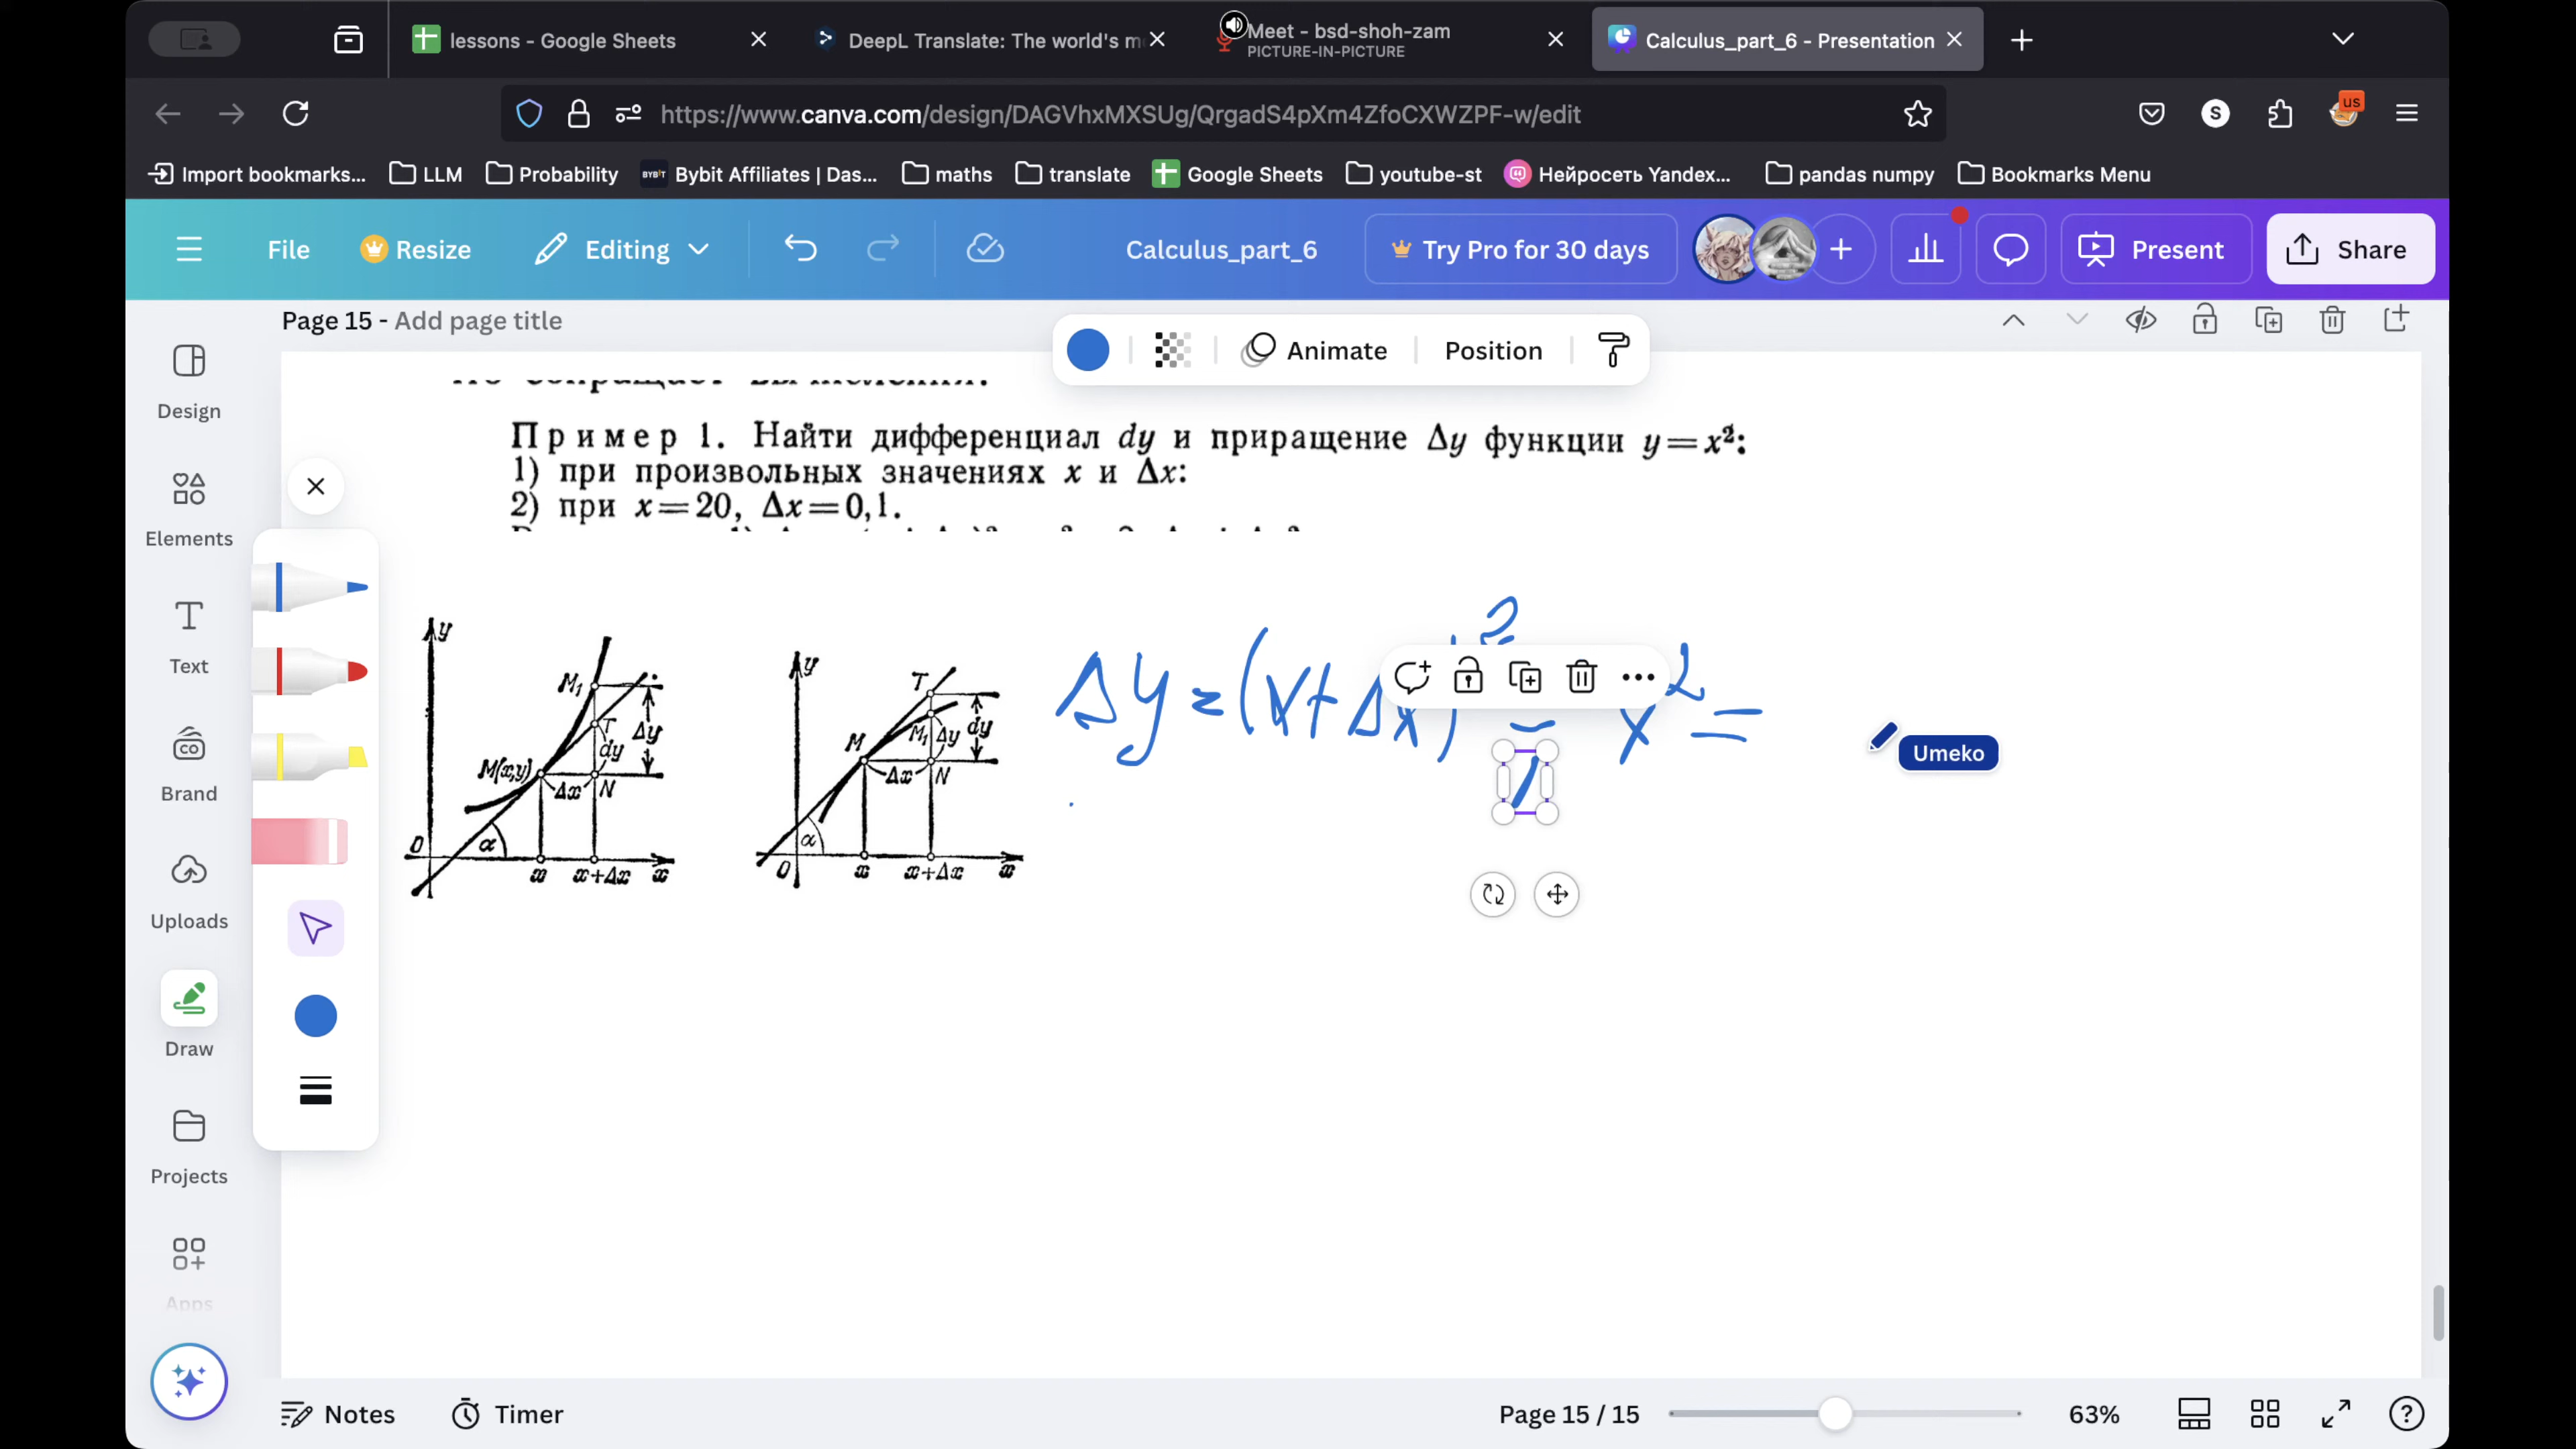 lessons - Google Sheets
DeepL Translate: The world's m
Meet - bsd-shoh-zam
PICTURE-IN-PICTURE
Calculus_part_6 - Presentation
https://www.canva.com/design/DAGVhxMXSUg/QrgadS4pXm4ZfoCXWZPF-w/edit
S
us
Import bookmarks...
LLM
Probability
BYBIT
Bybit Affiliates | Das...
maths
translate
Google Sheets
youtube-st
Нейросеть Yandex...
pandas numpy
Bookmarks Menu
File
Resize
Editing
Calculus_part_6
Try Pro for 30 days
Present
Share
Page 15 - Add page title
Animate
Position
Design
Elements
Text
Brand
Uploads
Draw
Projects
Apps
Пример 1. Найти дифференциал dy и приращение Δy функции y=x²:
1) при произвольных значениях x и Δx:
2) при x=20, Δx=0,1.
y
M₁
T
Δy
dy
M(x,y)
Δx
N
0
α
x
x+Δx
x
y
T
M
M₁
Δy
dy
Δx
N
α
0
x
x+Δx
x
Δy = (x+Δx)² - x² =
Umeko
Notes
Timer
Page 15 / 15
63%
?